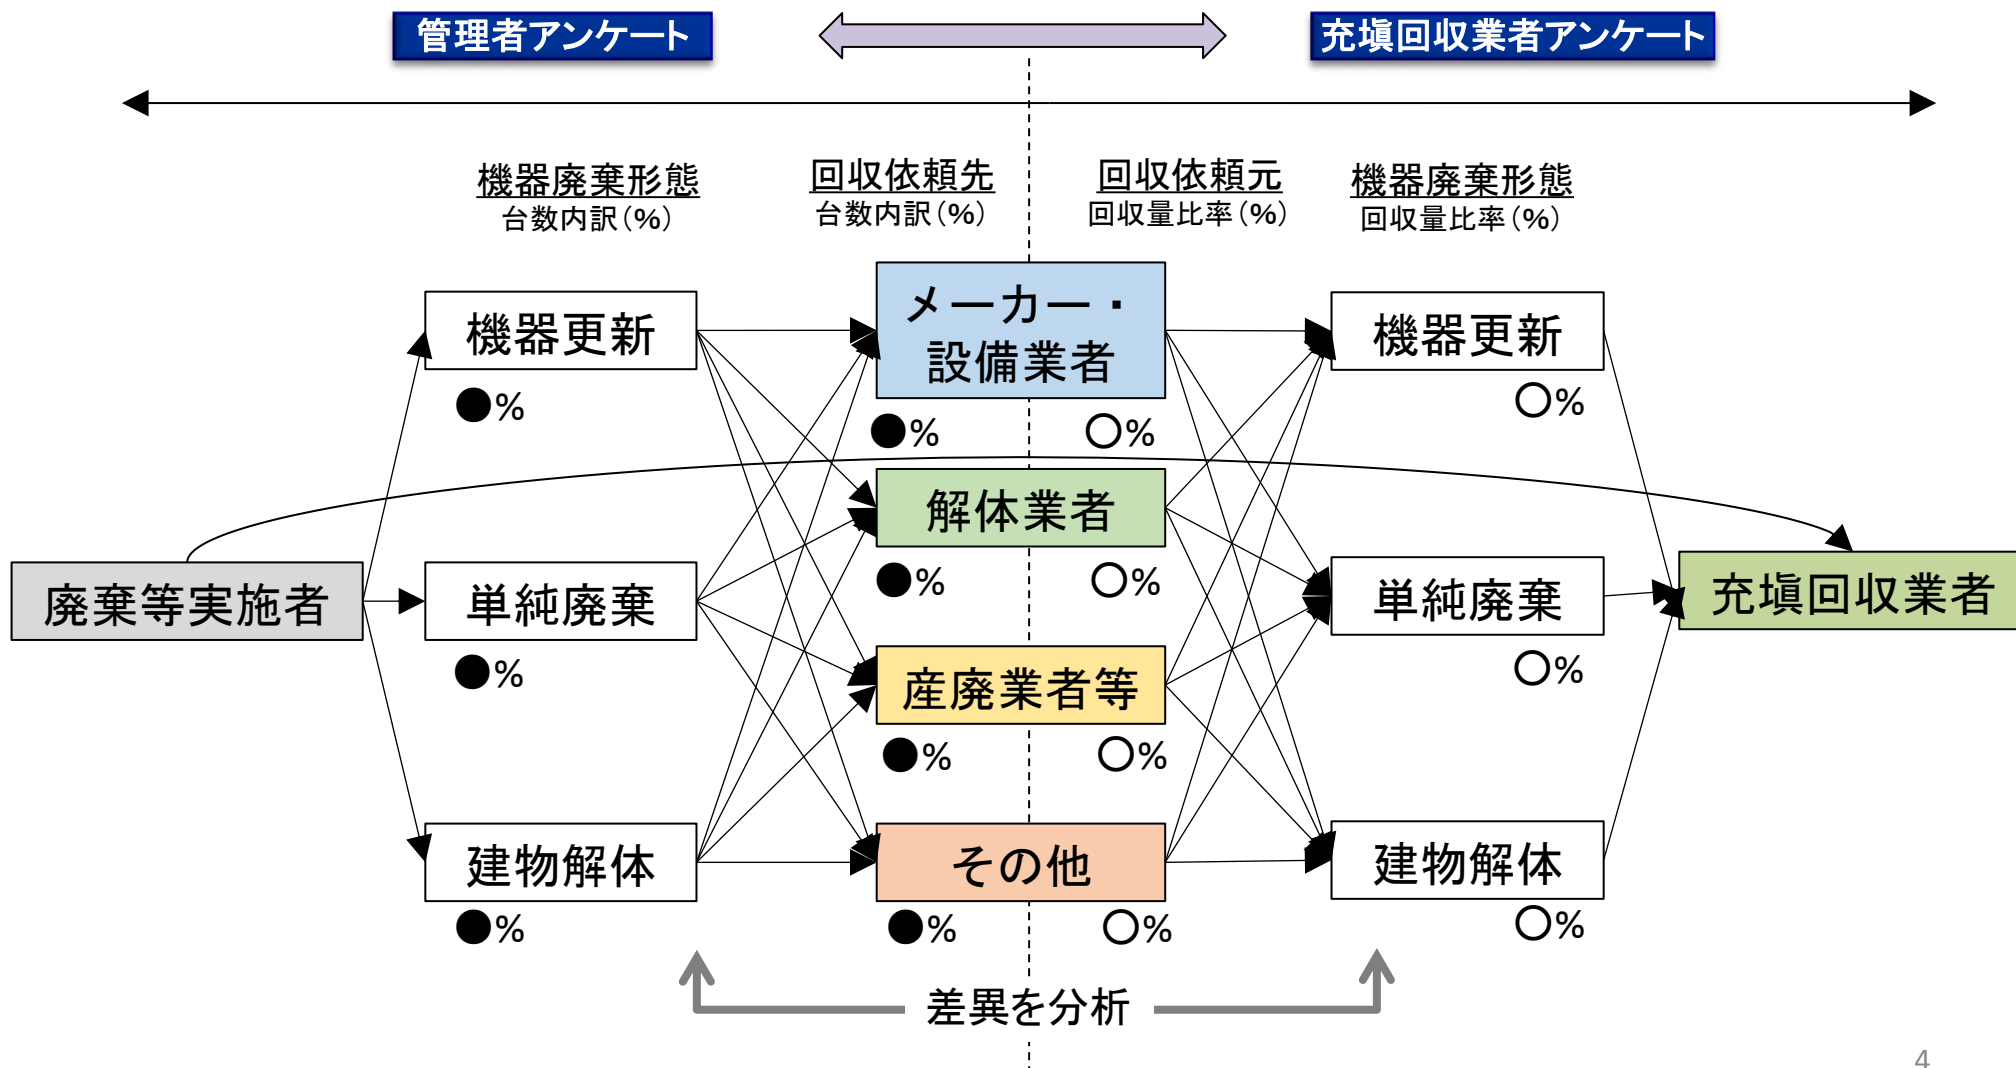 管理者アンケート
充塡回収業者アンケート
機器廃棄形態
台数内訳(%)
回収依頼先
台数内訳(%)
回収依頼元
回収量比率(%)
機器廃棄形態
回収量比率(%)
機器更新
●%
メーカー・
設備業者
●%
○%
機器更新
○%
解体業者
●%
○%
廃棄等実施者
単純廃棄
●%
産廃業者等
●%
○%
単純廃棄
○%
充塡回収業者
建物解体
●%
その他
●%
○%
建物解体
○%
差異を分析
4